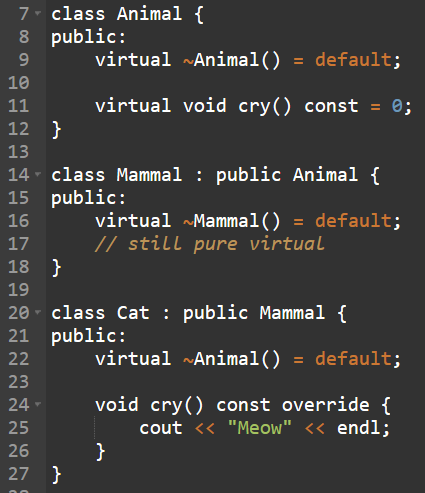 7 class Animal {
8 public:
9     virtual ~Animal() = default;
10
11     virtual void cry() const = 0;
12 }
13
14 class Mammal : public Animal {
15 public:
16     virtual ~Mammal() = default;
17     // still pure virtual
18 }
19
20 class Cat : public Mammal {
21 public:
22     virtual ~Animal() = default;
23
24     void cry() const override {
25         cout << "Meow" << endl;
26     }
27 }